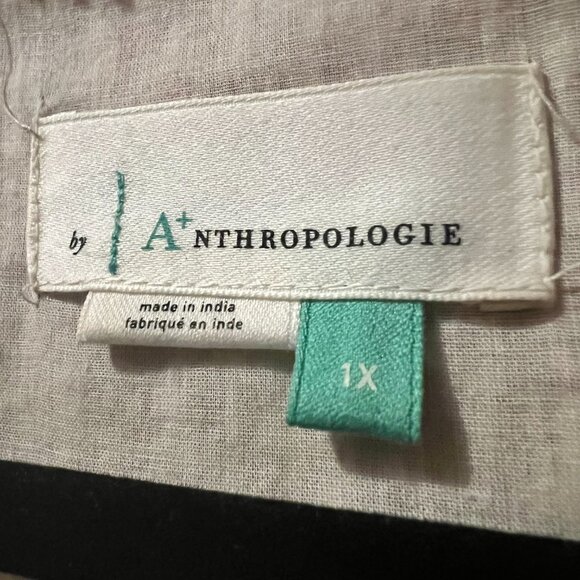 by A+NTHROPOLOGIE
made in india
fabriqué en inde
1X